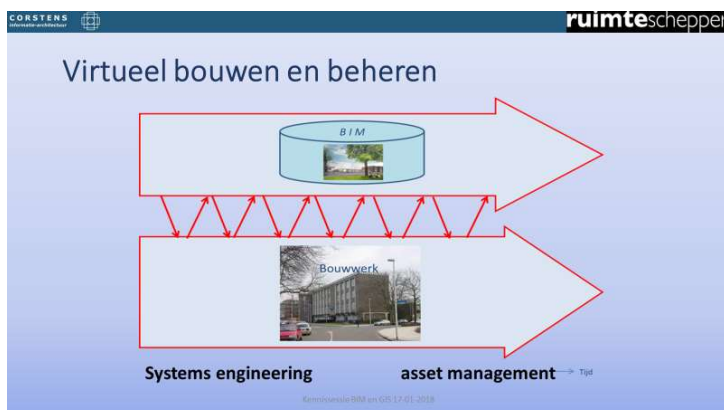 CORSTENS
informatie-architectuur
ruimteschepper
Virtueel bouwen en beheren
BIM
Bouwwerk
Systems engineering
asset management
Tijd
Kennissessie BIM en GIS 17-01-2018